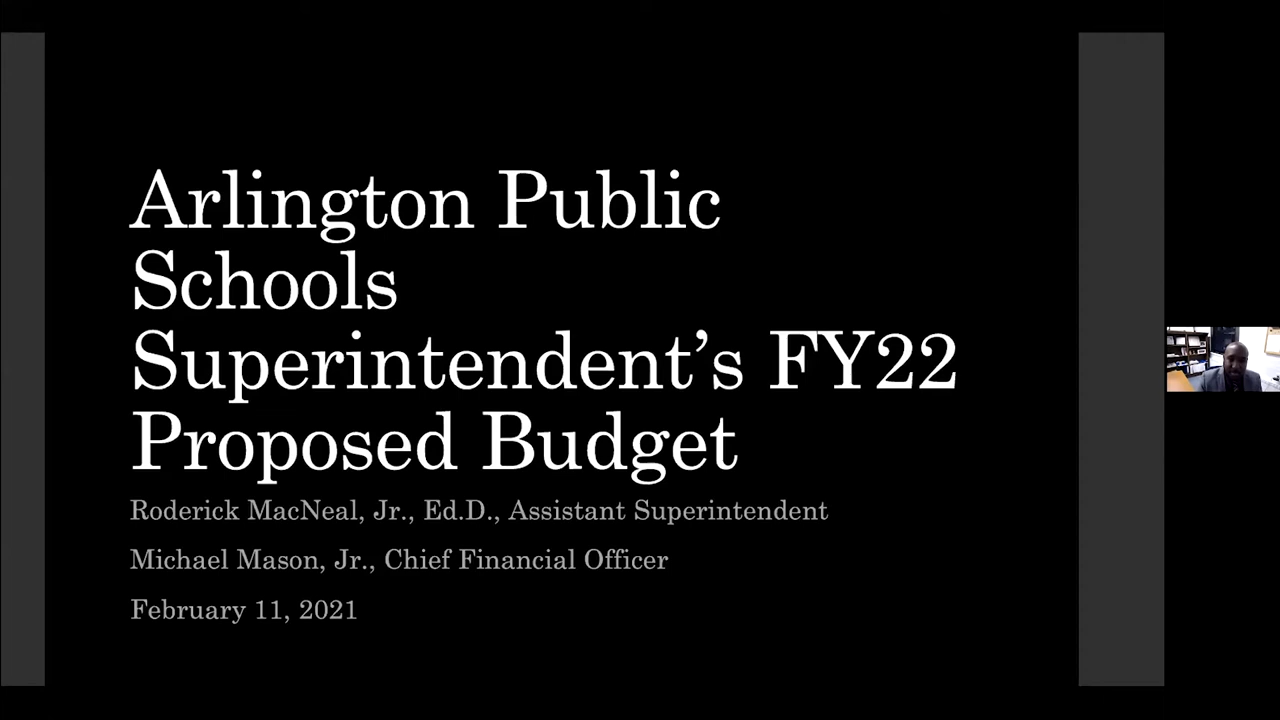 Arlington Public
Schools
Superintendent’s FY22
Proposed Budget
Roderick MacNeal, Jr., Ed.D., Assistant Superintendent
Michael Mason, Jr., Chief Financial Officer
February 11, 2021